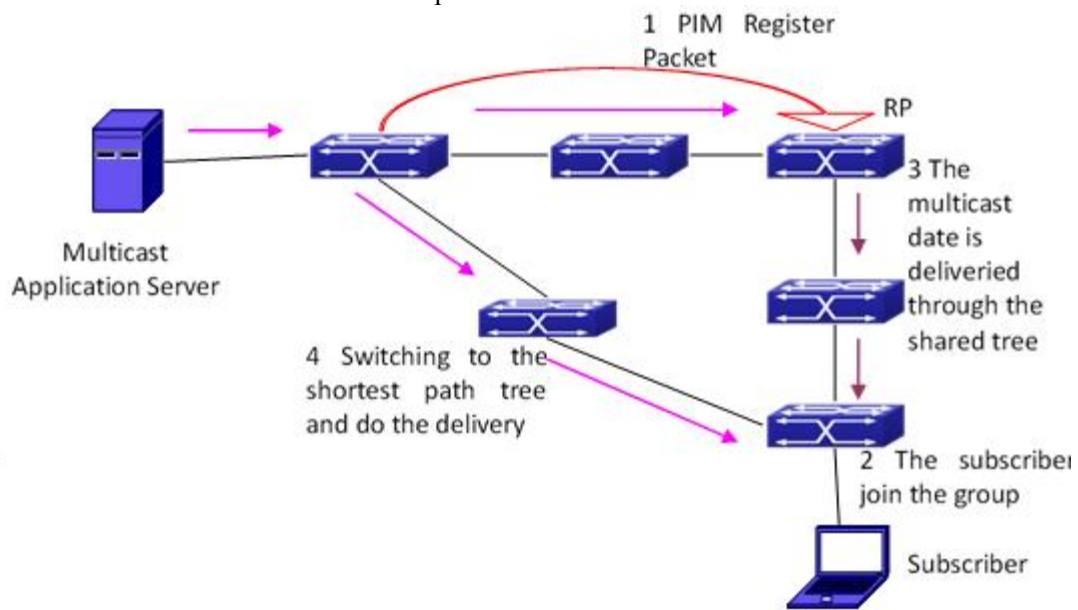 1 PIM Register
Packet
RP
3 The
multicast
date is
deliveried
through the
shared tree
Multicast
Application Server
4 Switching to the
shortest path tree
and do the delivery
2 The subscriber
join the group
Subscriber